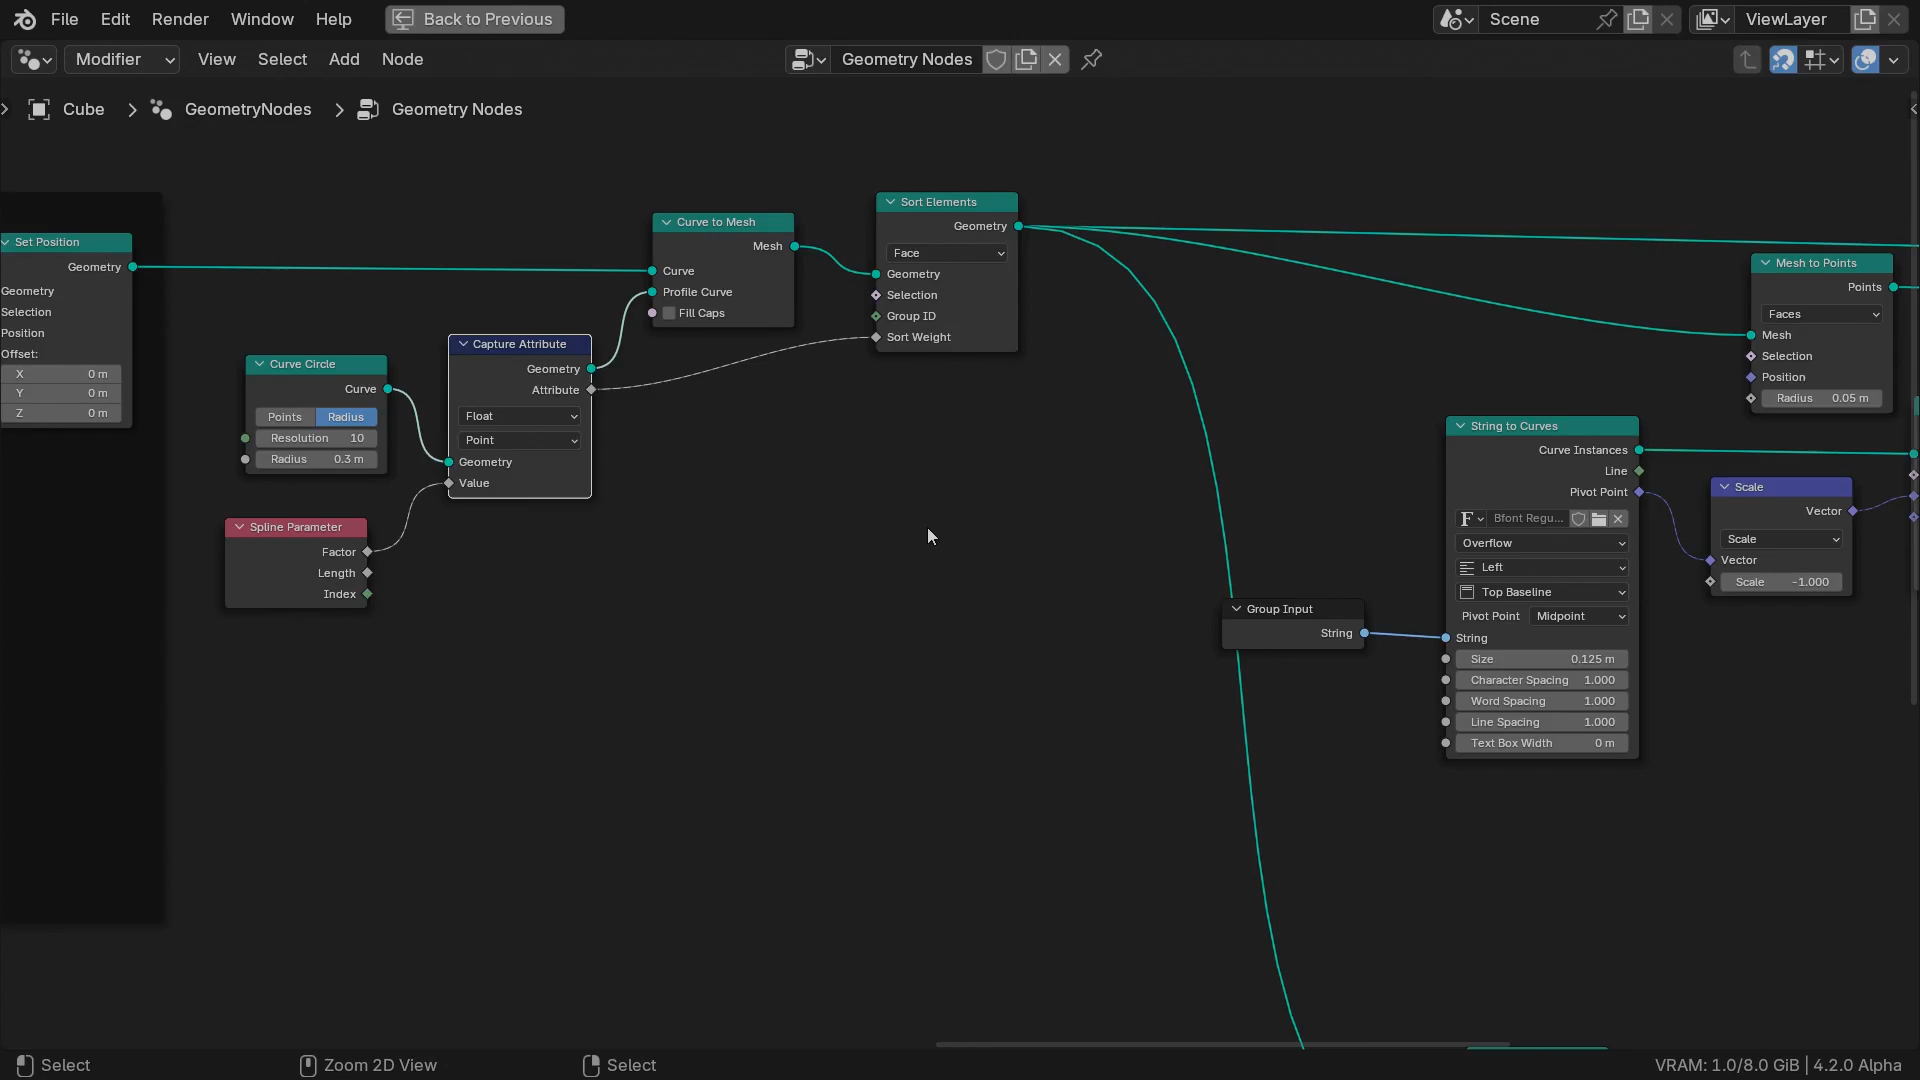 File Edit Render Window Help Back to Previous Scene ViewLayer
Modifier View Select Add Node Geometry Nodes
Cube GeometryNodes Geometry Nodes
Set Position
Geometry
Geometry
Selection
Position
Offset:
X 0 m
Y 0 m
Z 0 m
Curve Circle
Curve
Points Radius
Resolution 10
Radius 0.3 m
Spline Parameter
Factor
Length
Index
Capture Attribute
Geometry
Attribute
Float
Point
Geometry
Value
Curve to Mesh
Mesh
Curve
Profile Curve
Fill Caps
Sort Elements
Geometry
Face
Geometry
Selection
Group ID
Sort Weight
Group Input
String
String to Curves
Curve Instances
Line
Pivot Point
F Bfont Regu...
Overflow
Left
Top Baseline
Pivot Point Midpoint
String
Size 0.125 m
Character Spacing 1.000
Word Spacing 1.000
Line Spacing 1.000
Text Box Width 0 m
Mesh to Points
Points
Faces
Mesh
Selection
Position
Radius 0.05 m
Scale
Vector
Scale
Vector
Scale -1.000
Select Zoom 2D View Select VRAM: 1.0/8.0 GiB | 4.2.0 Alpha